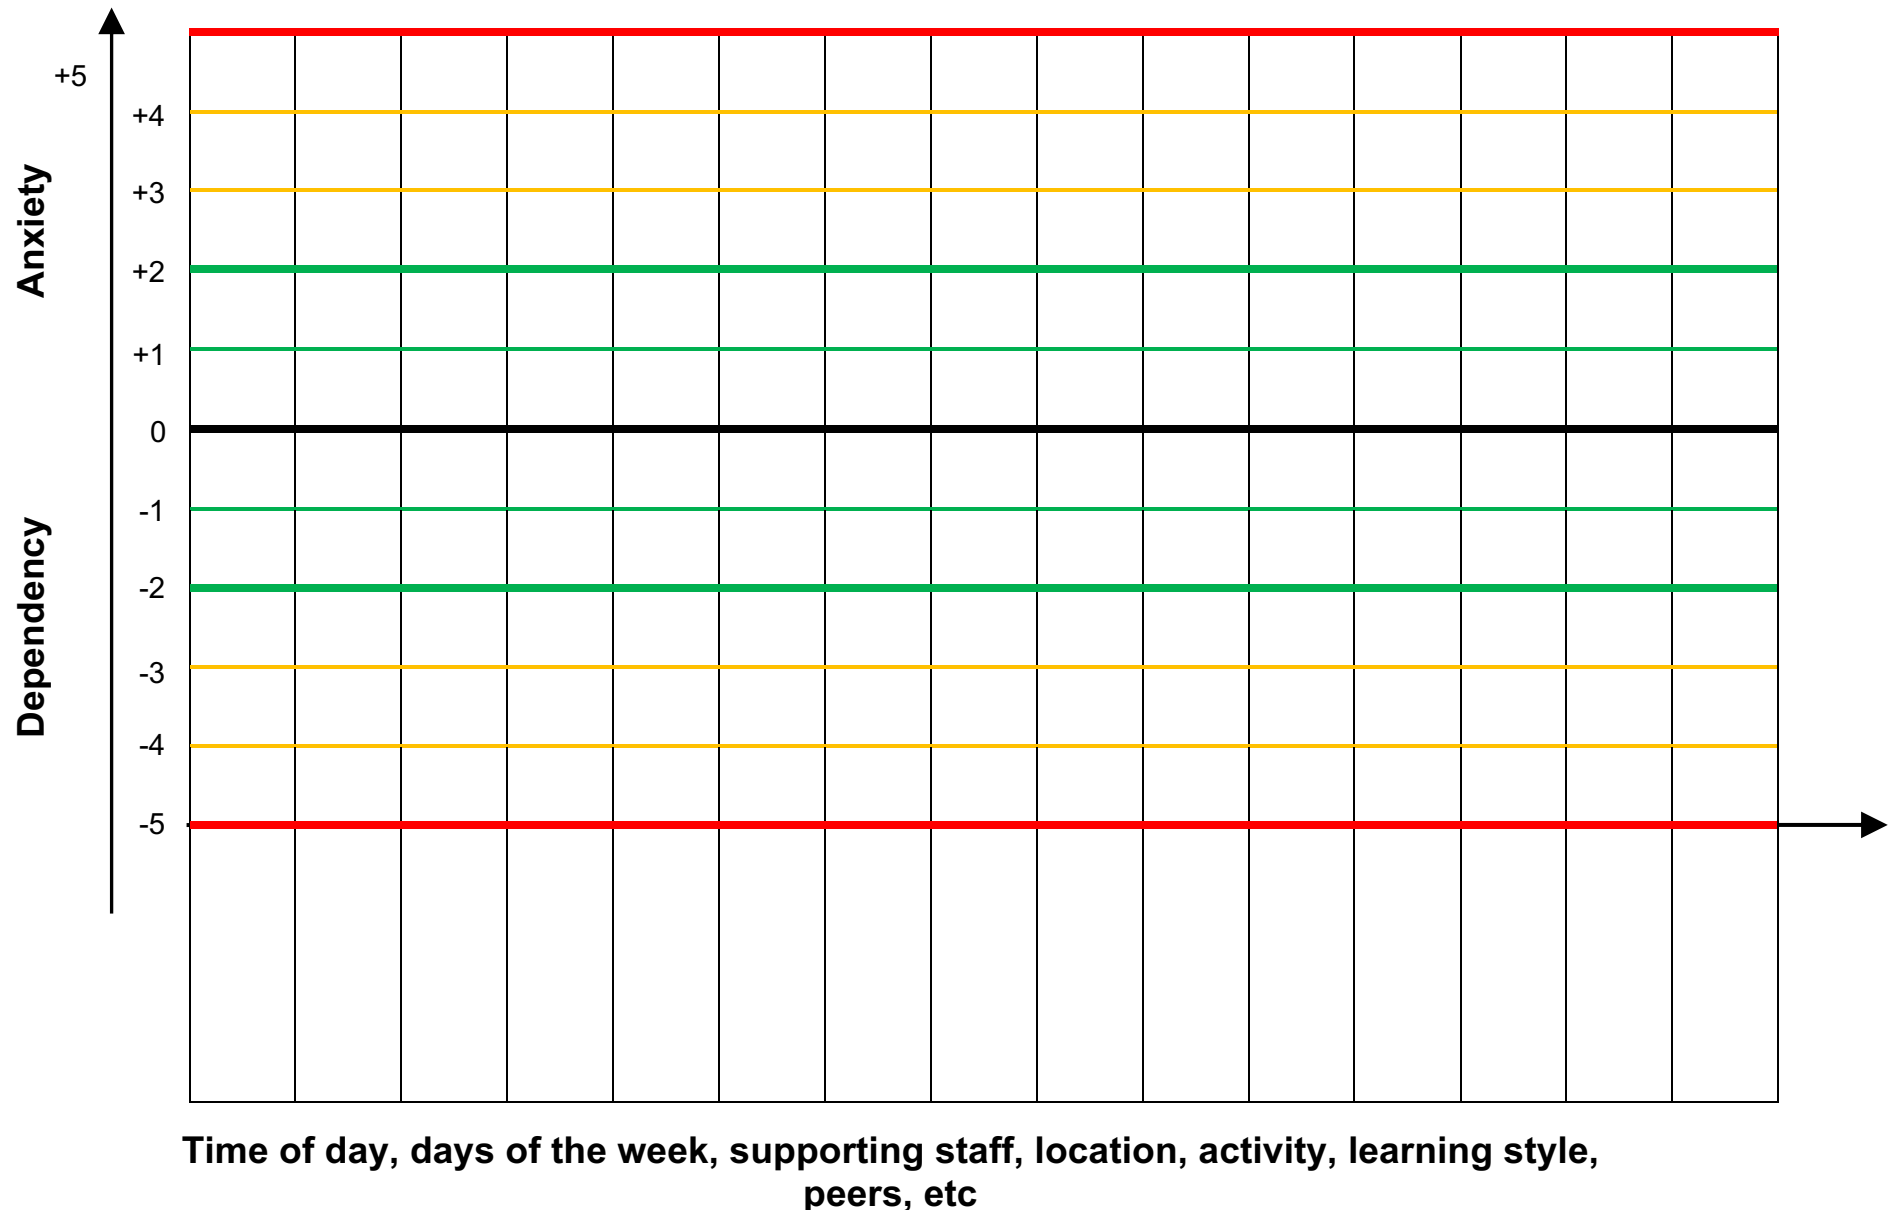 +5
+4
+3
Anxiety
+2
+1
0
-1
-2
Dependency
-3
-4
-5
Time of day, days of the week, supporting staff, location, activity, learning style,
peers, etc